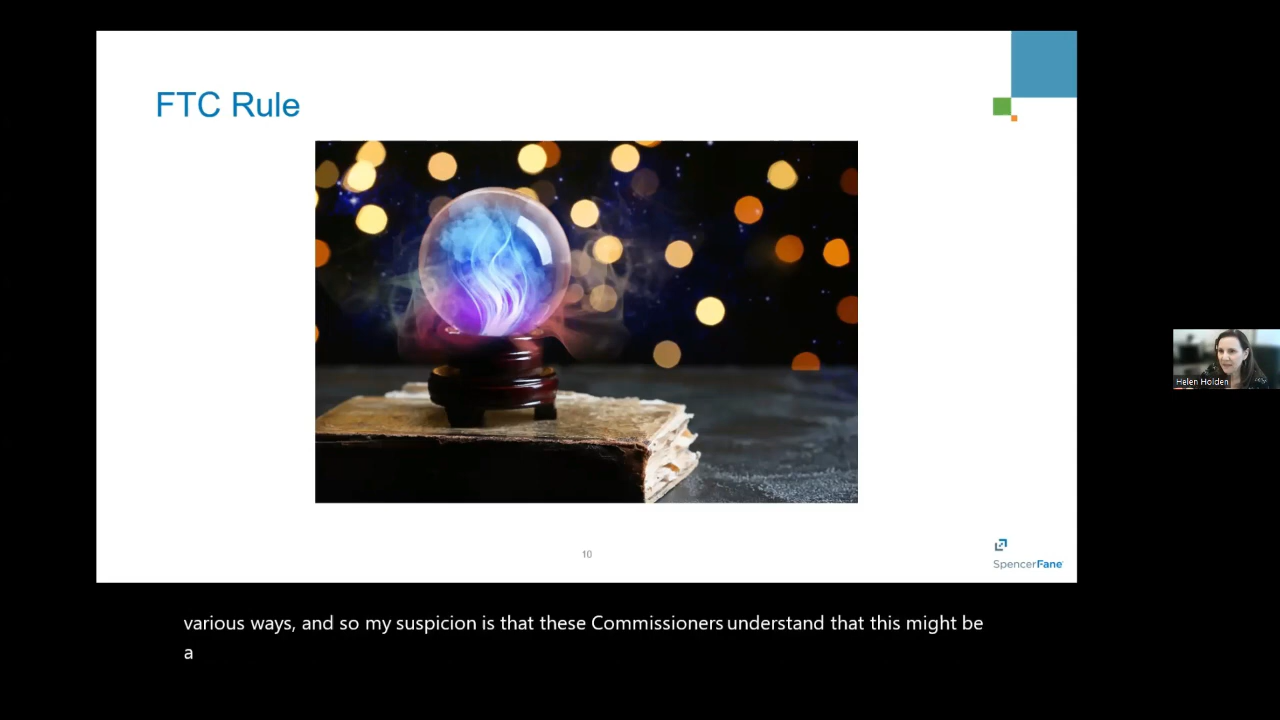 FTC Rule
Helen Holden
10
SpencerFane
various ways, and so my suspicion is that these Commissioners understand that this might be
a